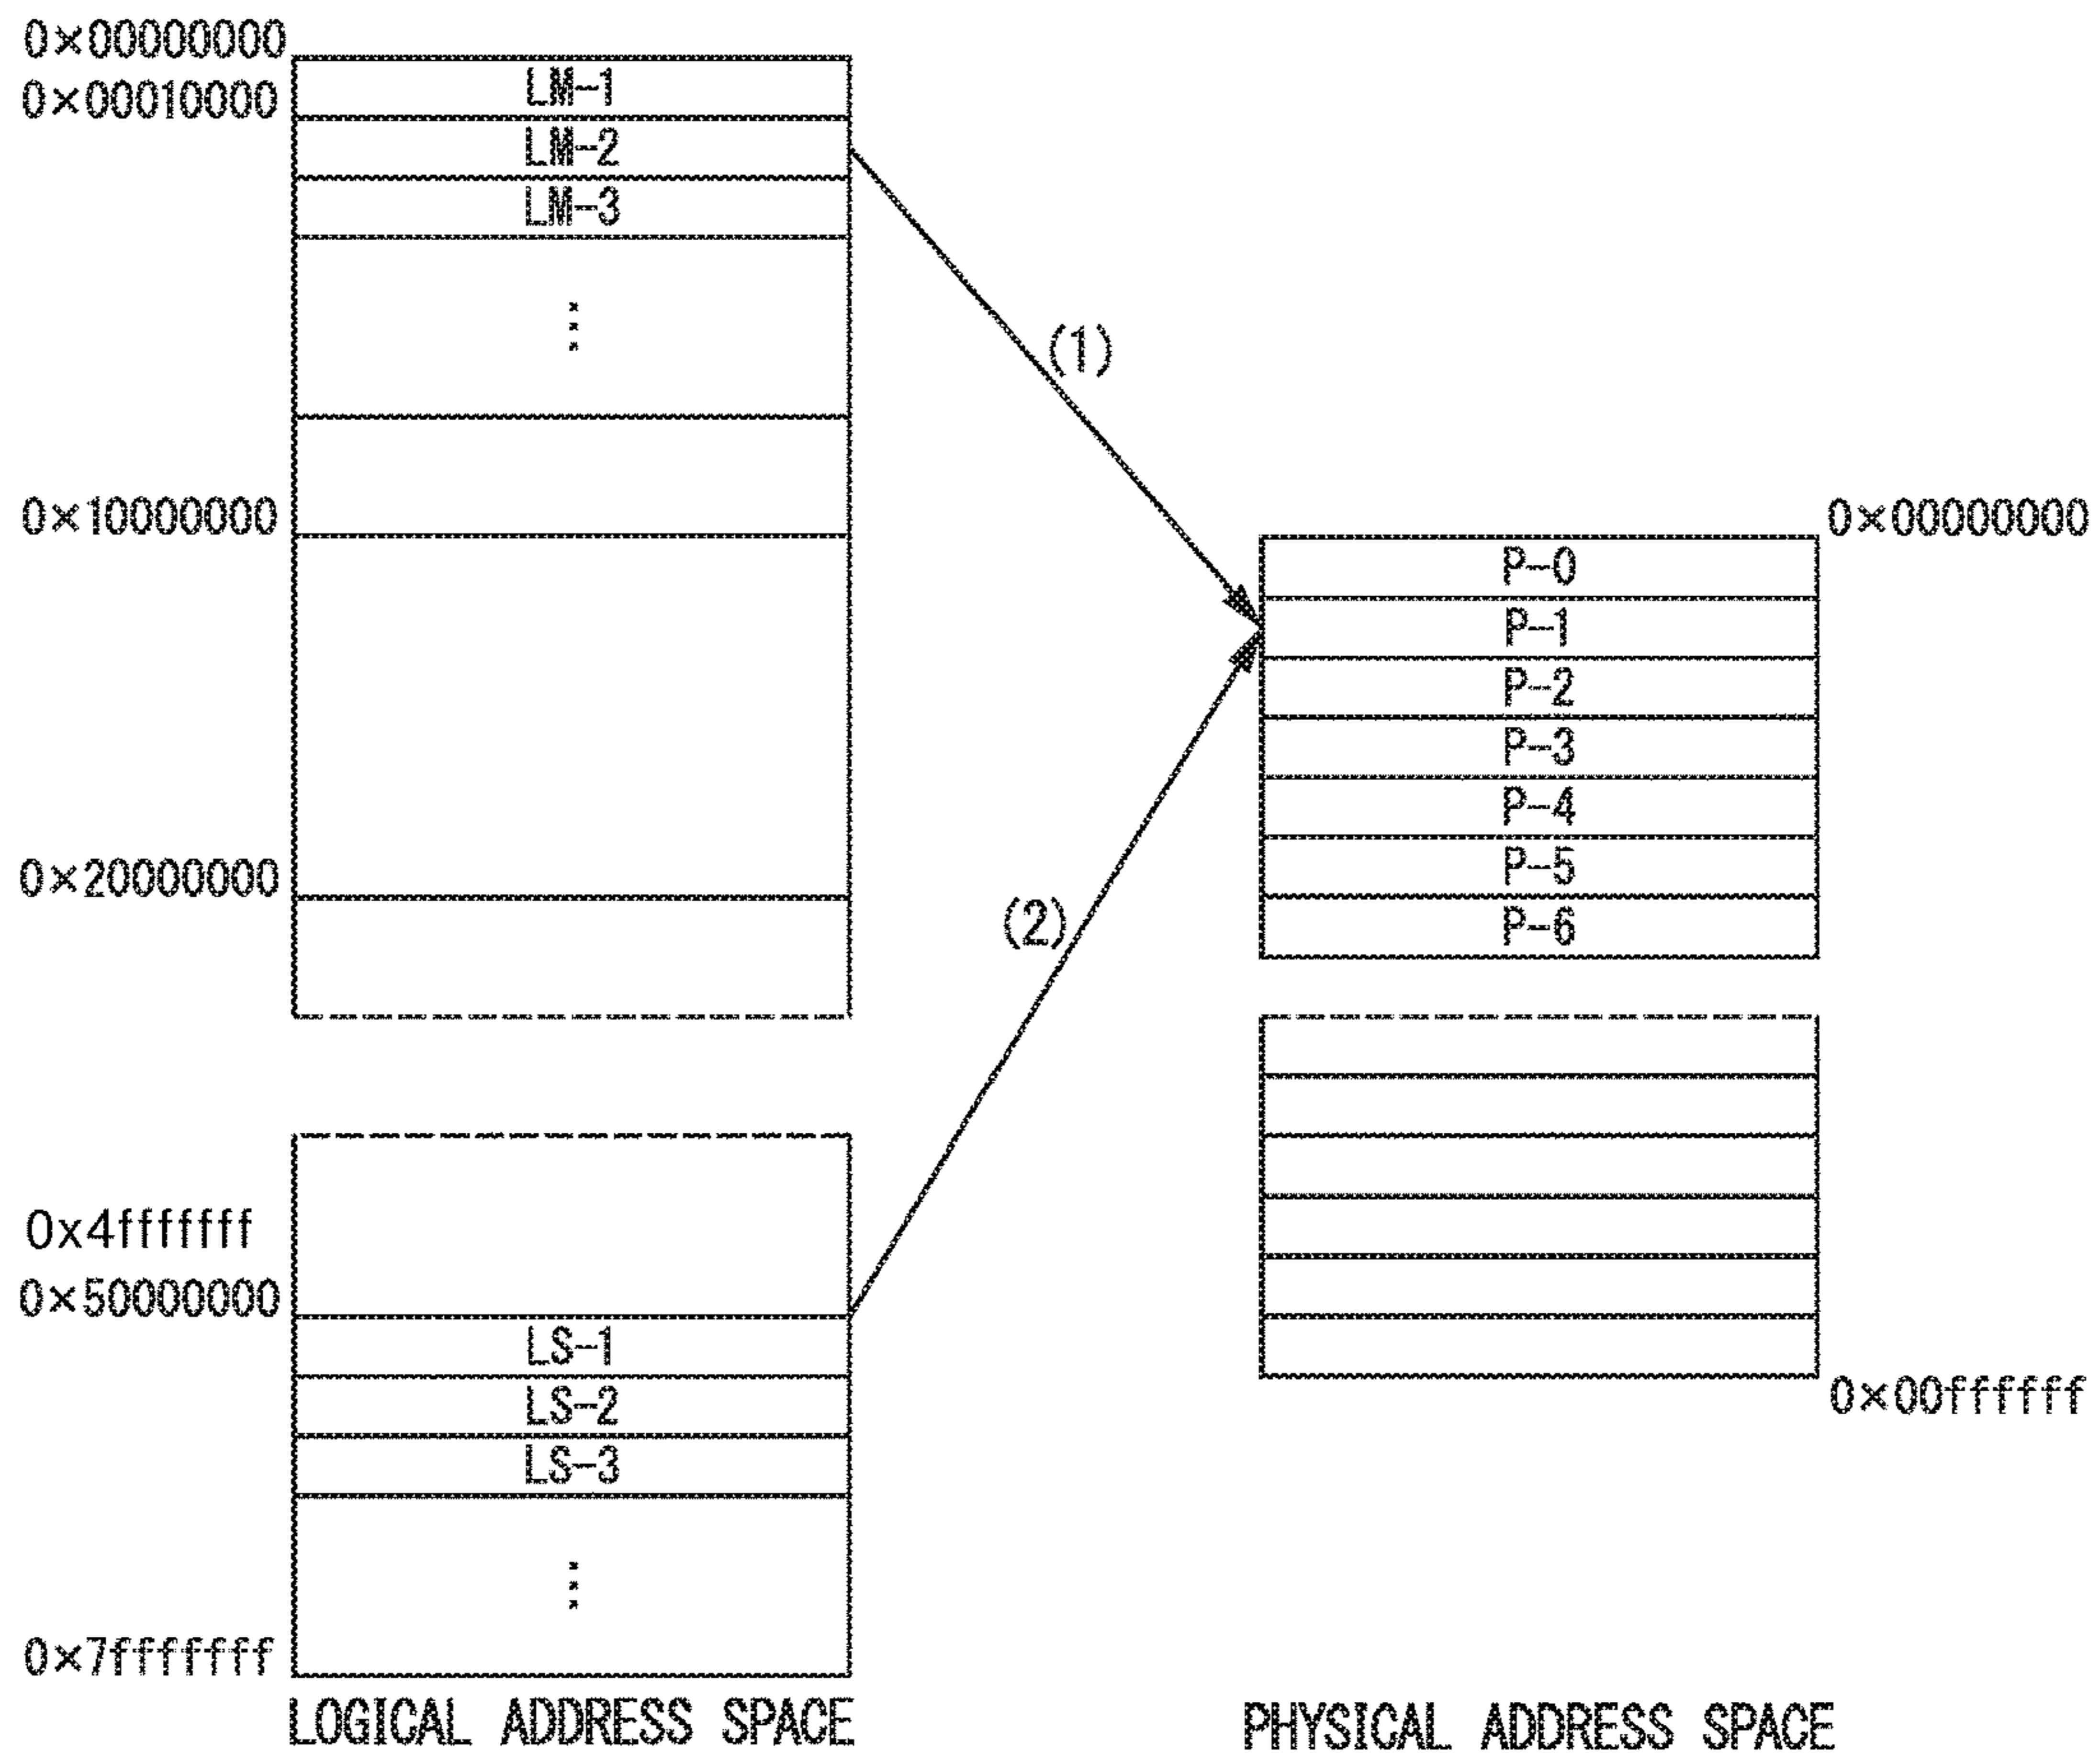 0×00000000
LM-1
0×00010000
LM-2
LM-3
(1)
0×10000000
0×00000000
P-0
P-1
P-2
P-3
P-4
0×20000000
P-5
(2)
P-6
0x4fffffff
0×50000000
LS-1
0×00ffffff
LS-2
LS-3
0×7fffffff
LOGICAL ADDRESS SPACE
PHYSICAL ADDRESS SPACE